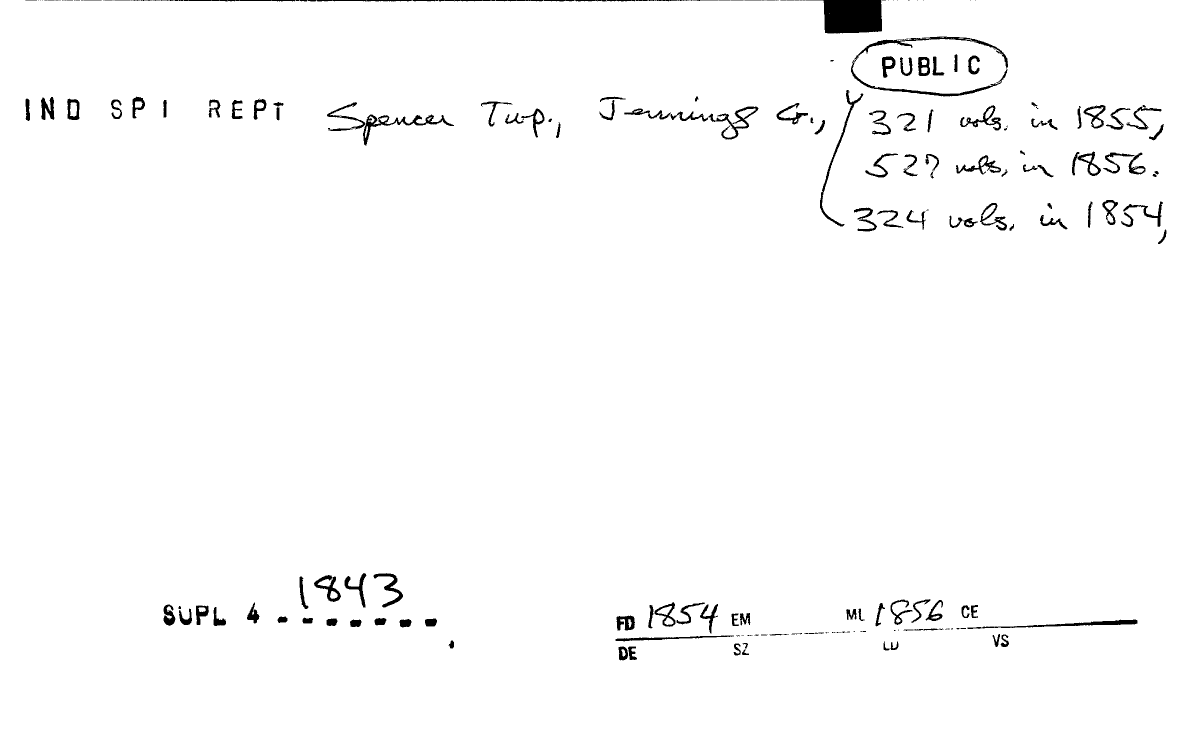 PUBLIC
IND SPI REPT Spencer Twp., Jennings Co., 321 vols. in 1855,
527 vols. in 1856.
324 vols. in 1854,
1843
SUPL 4 - - - - - - -
FD 1854 EM ML 1856 CE
DE SZ LD VS